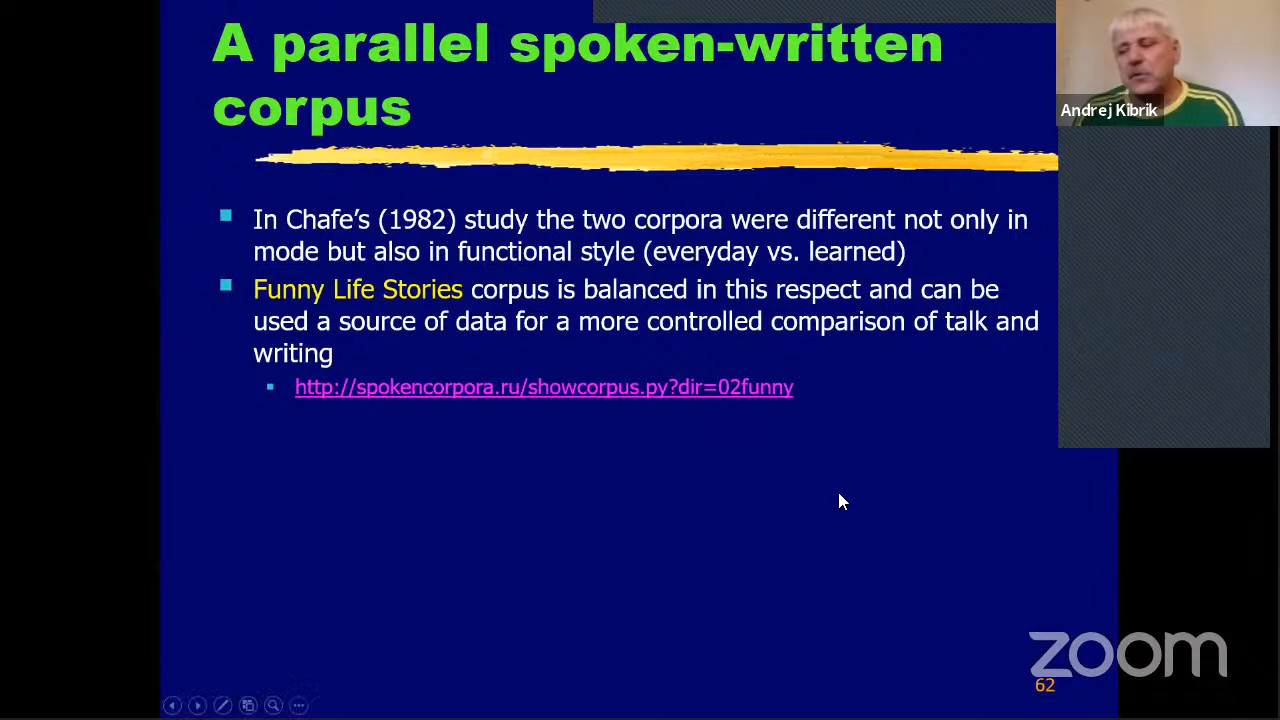 A parallel spoken-written
corpus
Andrej Kibrik
In Chafe’s (1982) study the two corpora were different not only in
mode but also in functional style (everyday vs. learned)
Funny Life Stories corpus is balanced in this respect and can be
used a source of data for a more controlled comparison of talk and
writing
http://spokencorpora.ru/showcorpus.py?dir=02funny
zoom
62